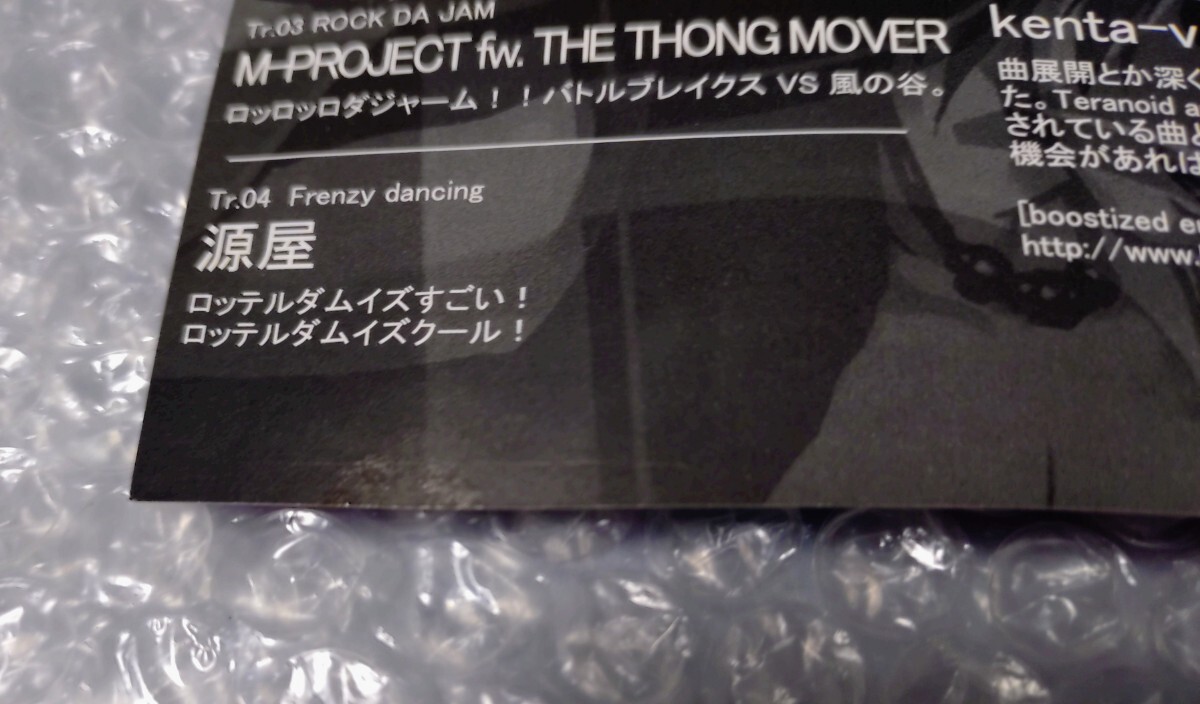 Tr.03 ROCK DA JAM
M-PROJECT fw. THE THONG MOVER
ロッロッロダジャーム！！バトルブレイクス VS 風の谷。
Tr.04 Frenzy dancing
源屋
ロッテルダムイズすごい！
ロッテルダムイズクール！
kenta-v
曲展開とか深く
た。Teranoid a
されている曲と
機会があれば
[boostized en
http://www.